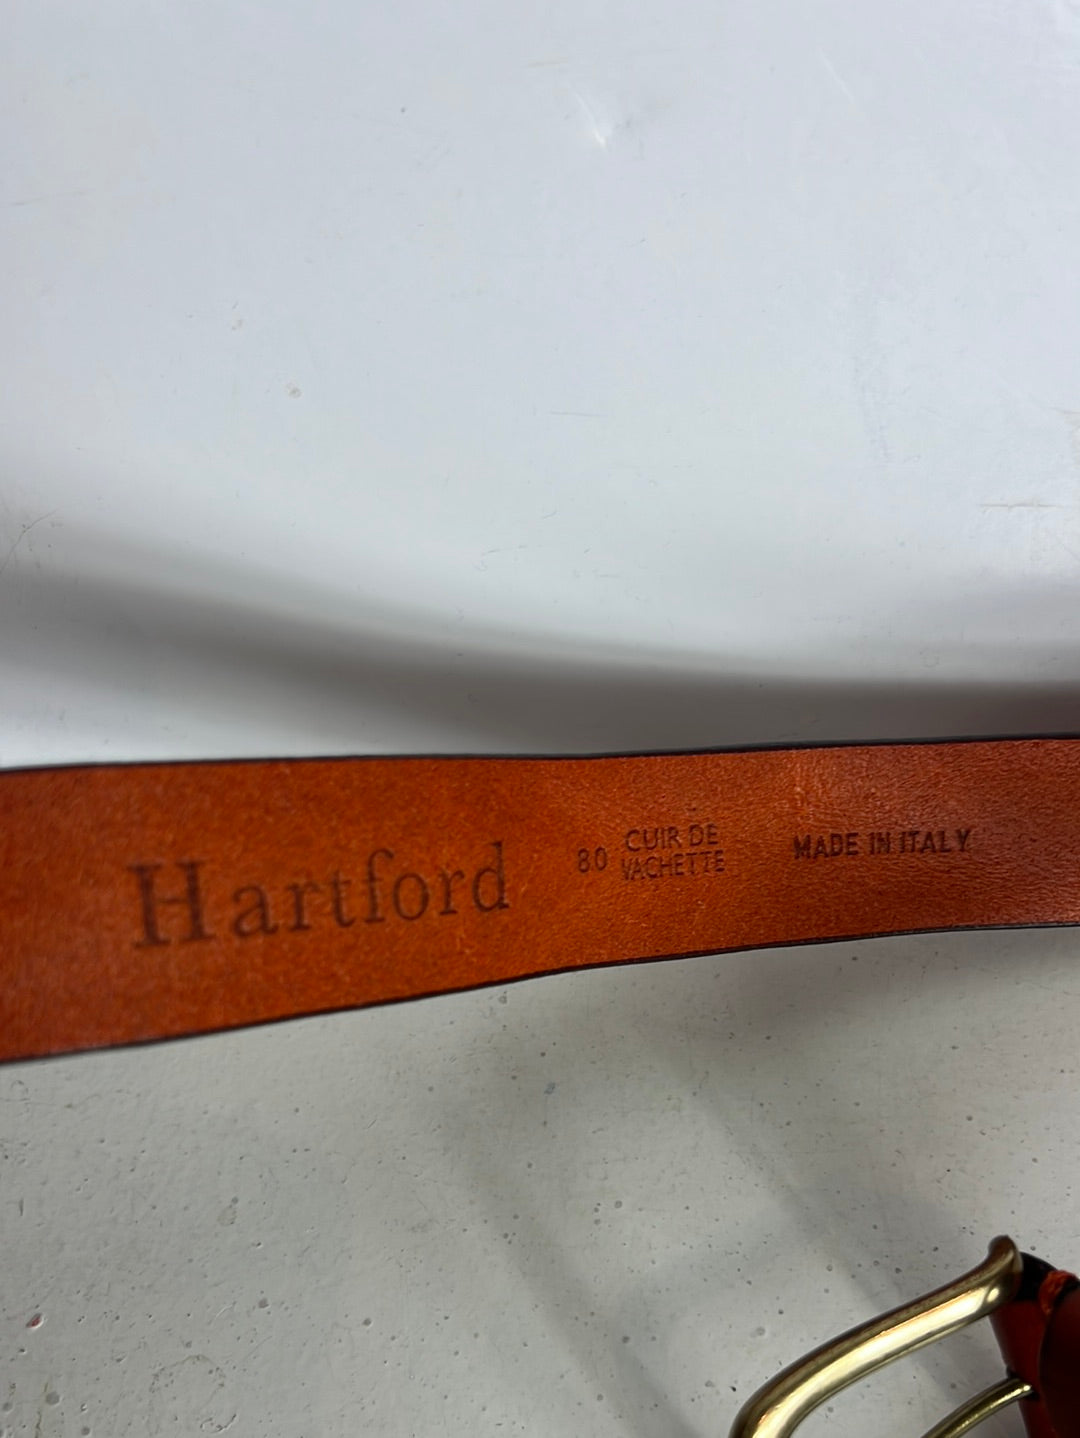 Hartford
80
CUIR DE
VACHETTE
MADE IN ITALY